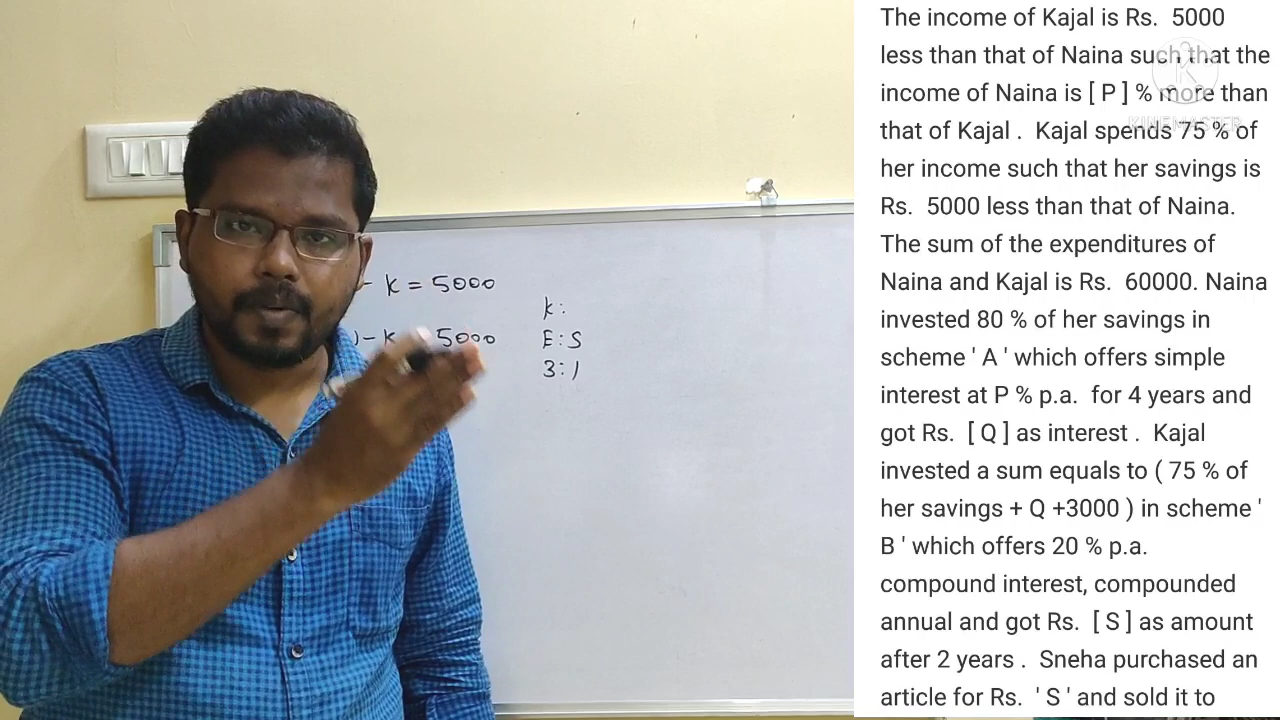 The income of Kajal is Rs. 5000
less than that of Naina such that the
income of Naina is [ P ] % more than
that of Kajal . Kajal spends 75 % of
her income such that her savings is
Rs. 5000 less than that of Naina.
The sum of the expenditures of
Naina and Kajal is Rs. 60000. Naina
invested 80 % of her savings in
scheme ' A ' which offers simple
interest at P % p.a. for 4 years and
got Rs. [ Q ] as interest . Kajal
invested a sum equals to ( 75 % of
her savings + Q +3000 ) in scheme '
B ' which offers 20 % p.a.
compound interest, compounded
annual and got Rs. [ S ] as amount
after 2 years . Sneha purchased an
article for Rs. ' S ' and sold it to
KINEMASTER
- K = 5000
) - K 5000
K :
E : S
3 : 1